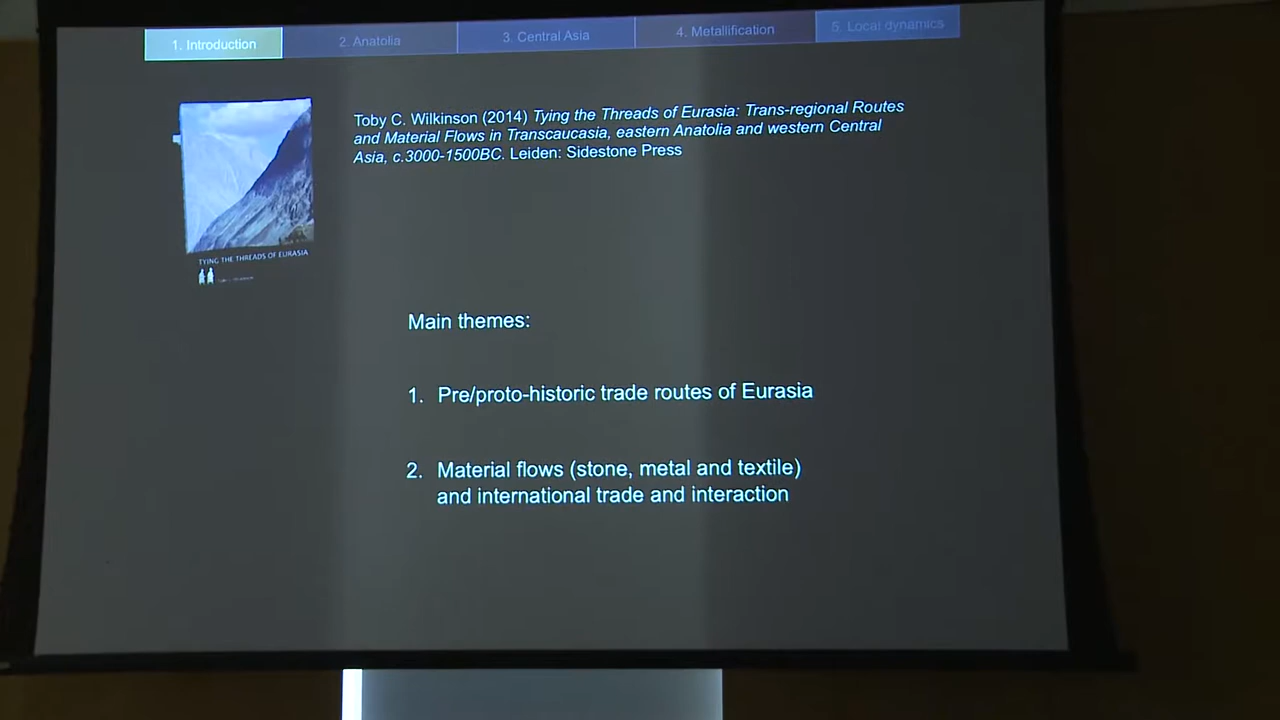 1. Introduction
2. Anatolia
3. Central Asia
4. Metallification
5. Local dynamics
Toby C. Wilkinson (2014) Tying the Threads of Eurasia: Trans-regional Routes
and Material Flows in Transcaucasia, eastern Anatolia and western Central
Asia, c.3000-1500BC. Leiden: Sidestone Press
TYING THE THREADS OF EURASIA
Main themes:
1. Pre/proto-historic trade routes of Eurasia
2. Material flows (stone, metal and textile)
and international trade and interaction